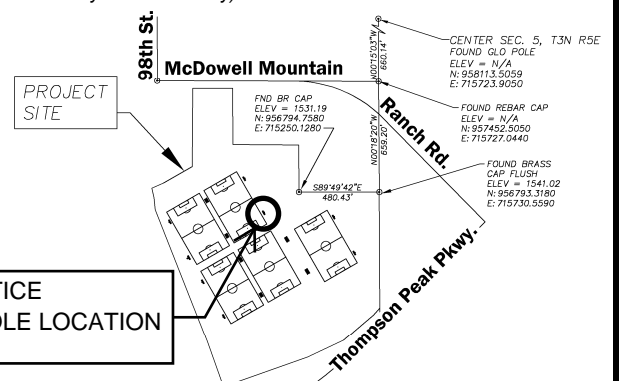 98th St.
McDowell Mountain
Ranch Rd.
Thompson Peak Pkwy.
PROJECT
SITE
FND BR CAP
ELEV = 1531.19
N: 956794.7580
E: 715250.1280
S89°49'42"E
480.43'
N00°15'03"W
660.14'
N00°18'20"W
659.20'
CENTER SEC. 5, T3N R5E
FOUND GLO POLE
ELEV = N/A
N: 958113.5059
E: 715723.9050
FOUND REBAR CAP
ELEV = N/A
N: 957452.5050
E: 715727.0440
FOUND BRASS
CAP FLUSH
ELEV = 1541.02
N: 956793.3180
E: 715730.5590
TICE
OLE LOCATION